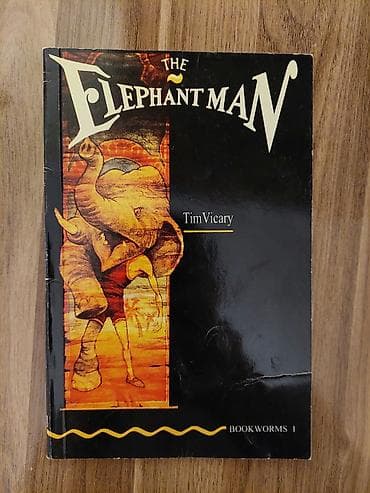 THE
ELEPHANT MAN
Tim Vicary
BOOKWORMS 1